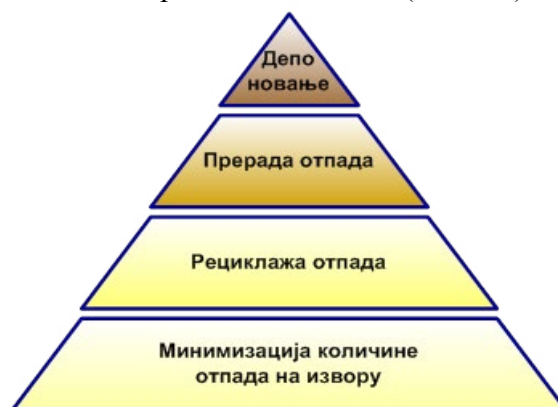 Депо
новање
Прерада отпада
Рециклажа отпада
Минимизација количине
отпада на извору